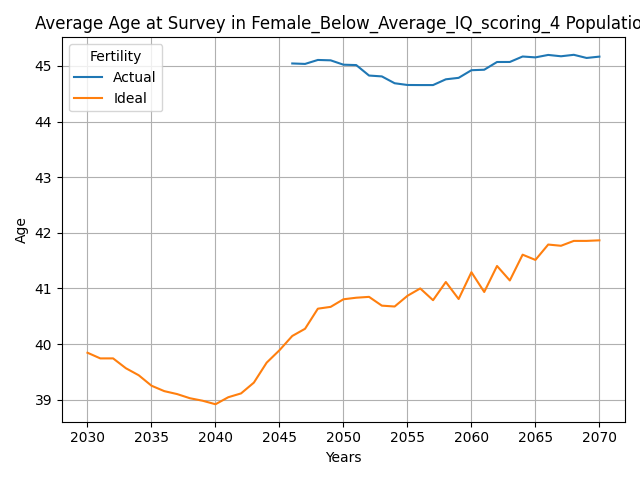 Average Age at Survey in Female_Below_Average_IQ_scoring_4 Populatio
Fertility
Actual
Ideal
45
44
43
42
41
40
39
Age
2030 2035 2040 2045 2050 2055 2060 2065 2070
Years